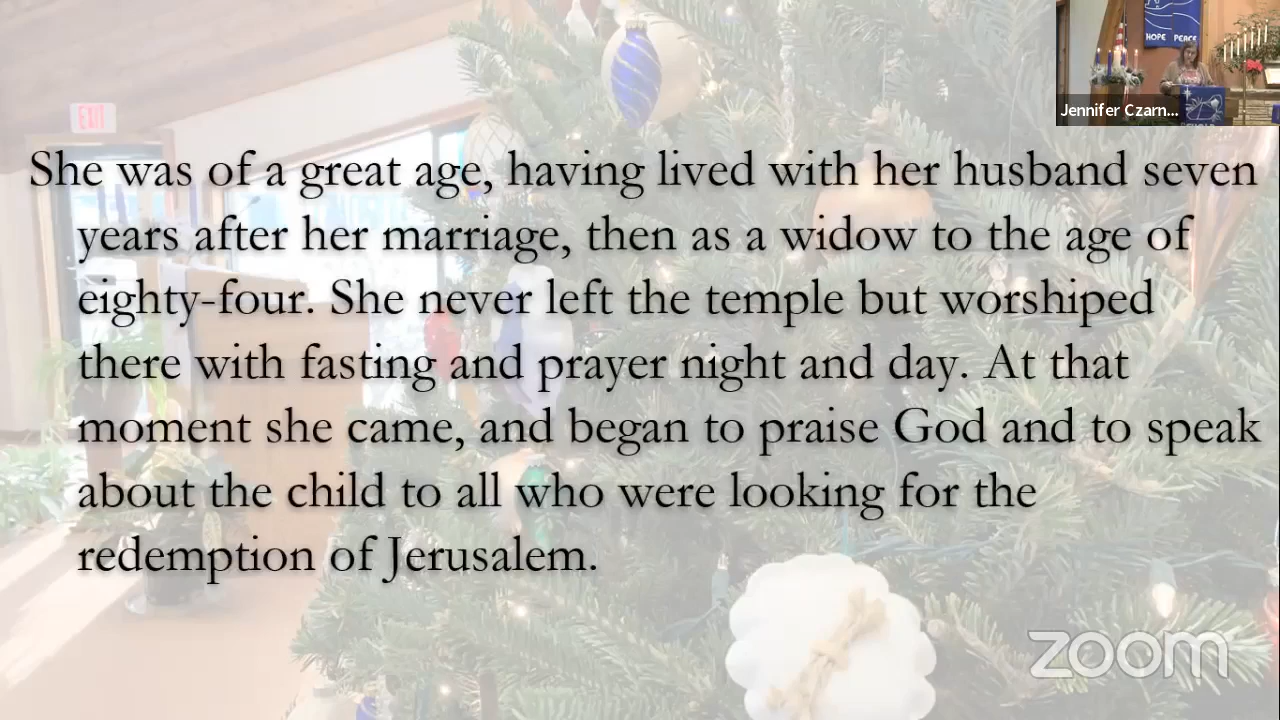 HOPE PEACE
Jennifer Czarn...
She was of a great age, having lived with her husband seven
years after her marriage, then as a widow to the age of
eighty-four. She never left the temple but worshiped
there with fasting and prayer night and day. At that
moment she came, and began to praise God and to speak
about the child to all who were looking for the
redemption of Jerusalem.
zoom